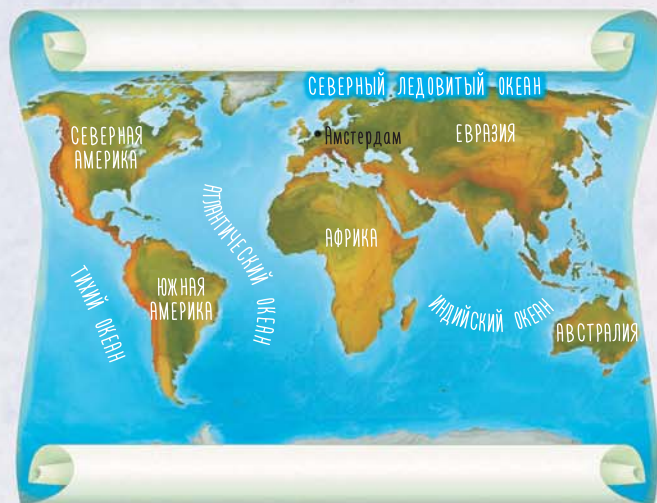 СЕВЕРНЫЙ ЛЕДОВИТЫЙ ОКЕАН
СЕВЕРНАЯ
АМЕРИКА
Амстердам
ЕВРАЗИЯ
АТЛАНТИЧЕСКИЙ ОКЕАН
АФРИКА
ТИХИЙ ОКЕАН
ЮЖНАЯ
АМЕРИКА
ИНДИЙСКИЙ ОКЕАН
АВСТРАЛИЯ